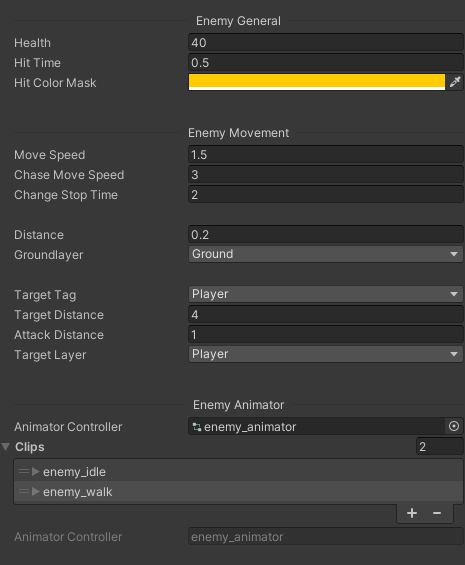 Enemy General
Health 40
Hit Time 0.5
Hit Color Mask
Enemy Movement
Move Speed 1.5
Chase Move Speed 3
Change Stop Time 2
Distance 0.2
Groundlayer Ground
Target Tag Player
Target Distance 4
Attack Distance 1
Target Layer Player
Enemy Animator
Animator Controller enemy_animator
Clips 2
enemy_idle
enemy_walk
+ −
Animator Controller enemy_animator